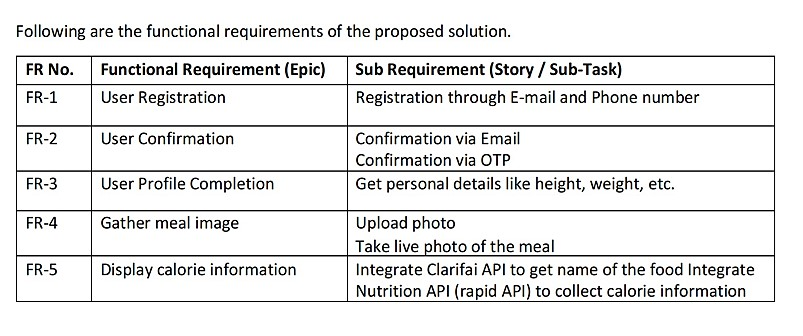 Following are the functional requirements of the proposed solution.
FR No. Functional Requirement (Epic) Sub Requirement (Story / Sub-Task)
FR-1 User Registration Registration through E-mail and Phone number
FR-2 User Confirmation Confirmation via Email
Confirmation via OTP
FR-3 User Profile Completion Get personal details like height, weight, etc.
FR-4 Gather meal image Upload photo
Take live photo of the meal
FR-5 Display calorie information Integrate Clarifai API to get name of the food Integrate
Nutrition API (rapid API) to collect calorie information